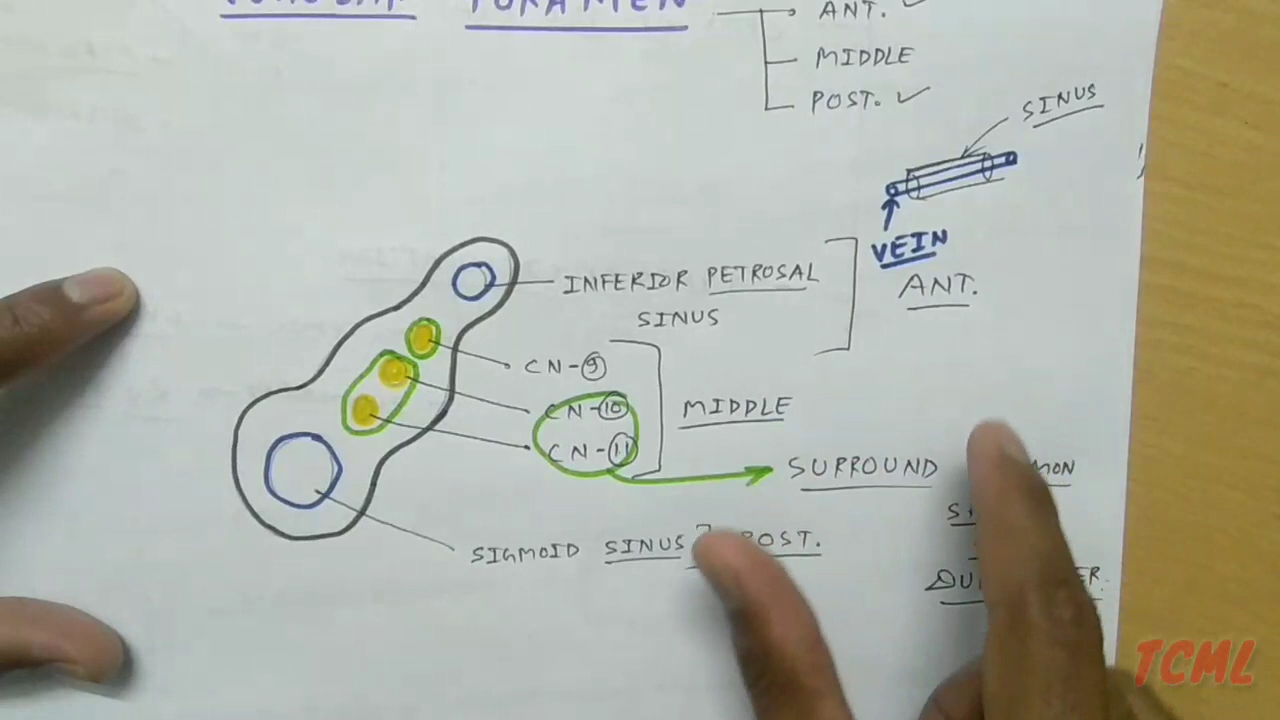 FORAMEN
ANT. ✓
MIDDLE
POST. ✓
SINUS
VEIN
ANT.
INFERIOR PETROSAL
SINUS
CN-9
CN-10
CN-11
MIDDLE
SURROUND
SIGMOID SINUS POST.
TCML